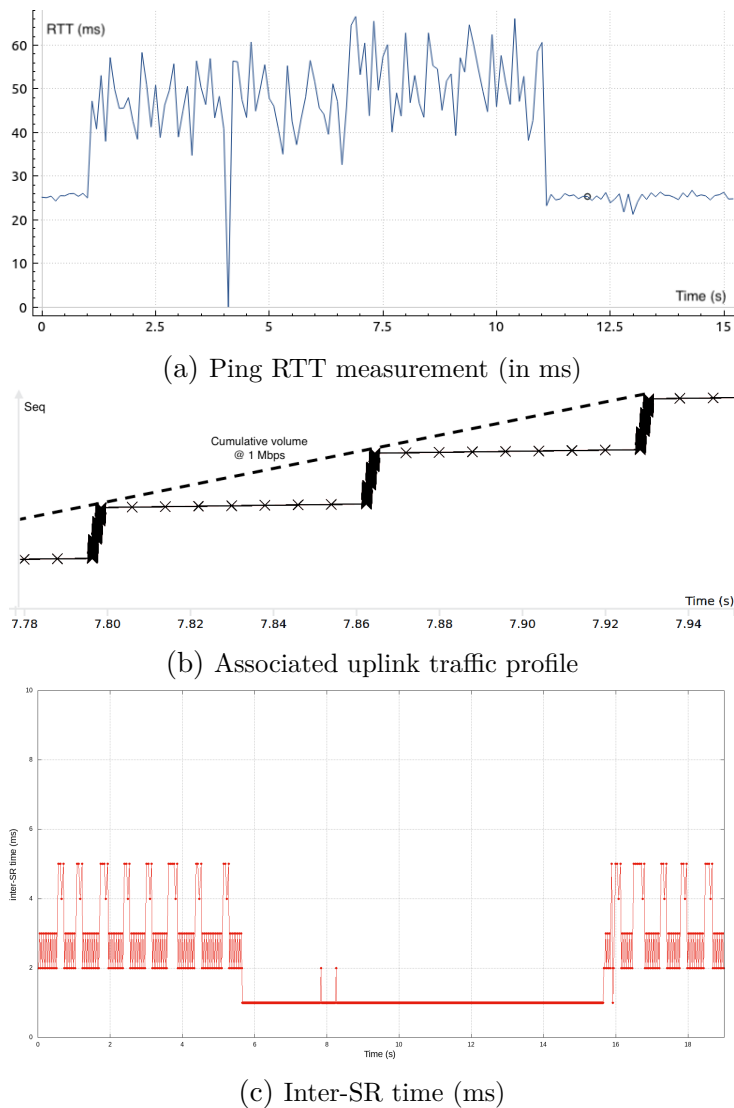 RTT (ms)
60
50
40
30
20
10
0
Time (s)
0 2.5 5 7.5 10 12.5 15
(a) Ping RTT measurement (in ms)
Seq
Cumulative volume
@ 1 Mbps
Time (s)
7.78 7.80 7.82 7.84 7.86 7.88 7.90 7.92 7.94
(b) Associated uplink traffic profile
10
8
6
4
2
0
inter-SR time (ms)
0 2 4 6 8 10 12 14 16 18
Time (s)
(c) Inter-SR time (ms)